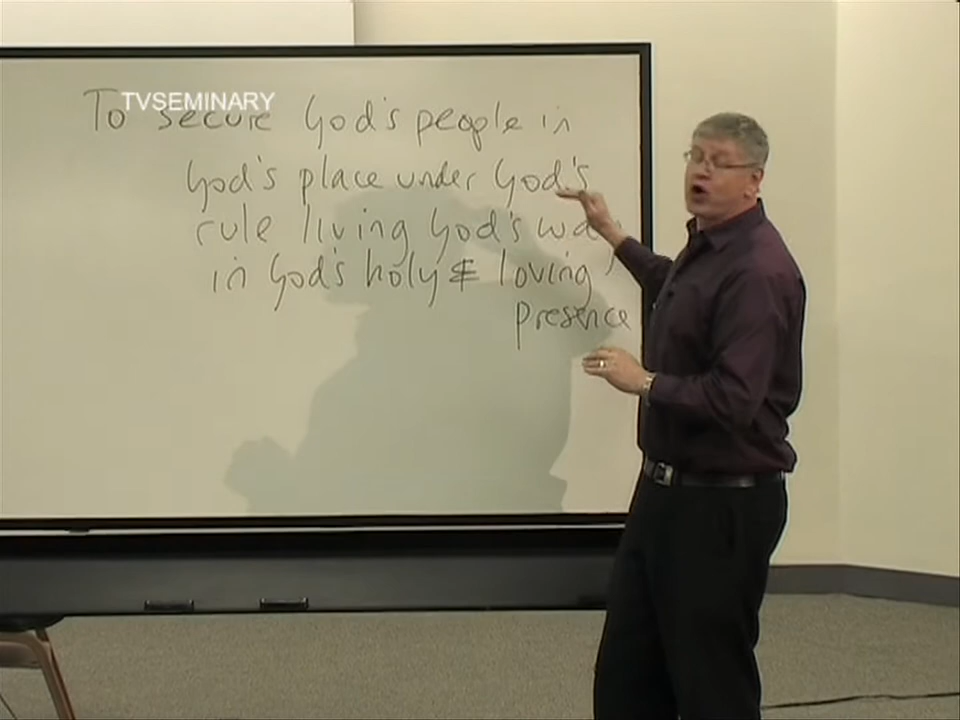 TVSEMINARY
To secure God's people in
God's place under God's
rule living God's way
in God's holy & loving
presence